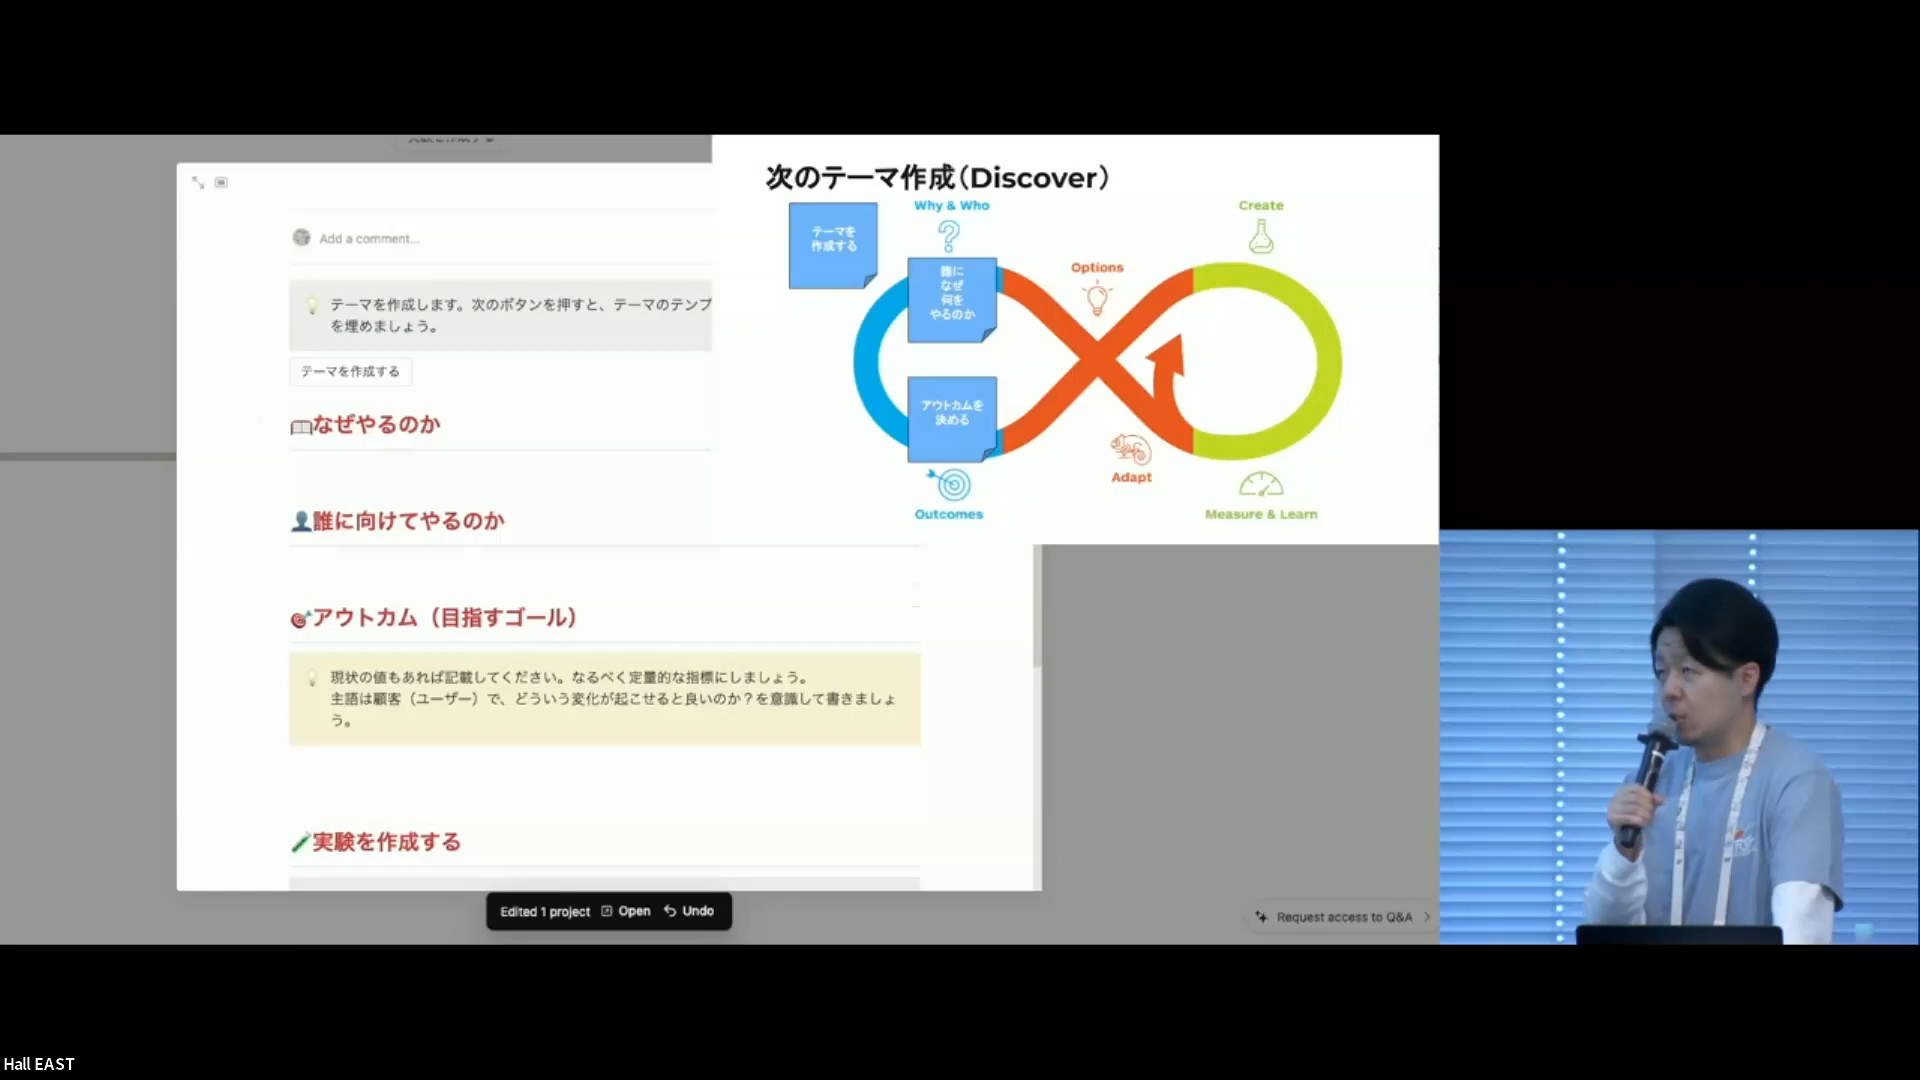 Add a comment...
テーマを作成します。次のボタンを押すと、テーマのテンプ
を埋めましょう。
テーマを作成する
なぜやるのか
誰に向けてやるのか
アウトカム（目指すゴール）
現状の値もあれば記載してください。なるべく定量的な指標にしましょう。
主語は顧客（ユーザー）で、どういう変化が起こせると良いのか？を意識して書きましょ
う。
実験を作成する
Edited 1 project Open Undo
Request access to Q&A
次のテーマ作成（Discover）
テーマを
作成する
Why & Who
誰に
なぜ
何を
やるのか
アウトカムを
決める
Outcomes
Options
Adapt
Create
Measure & Learn
Hall EAST